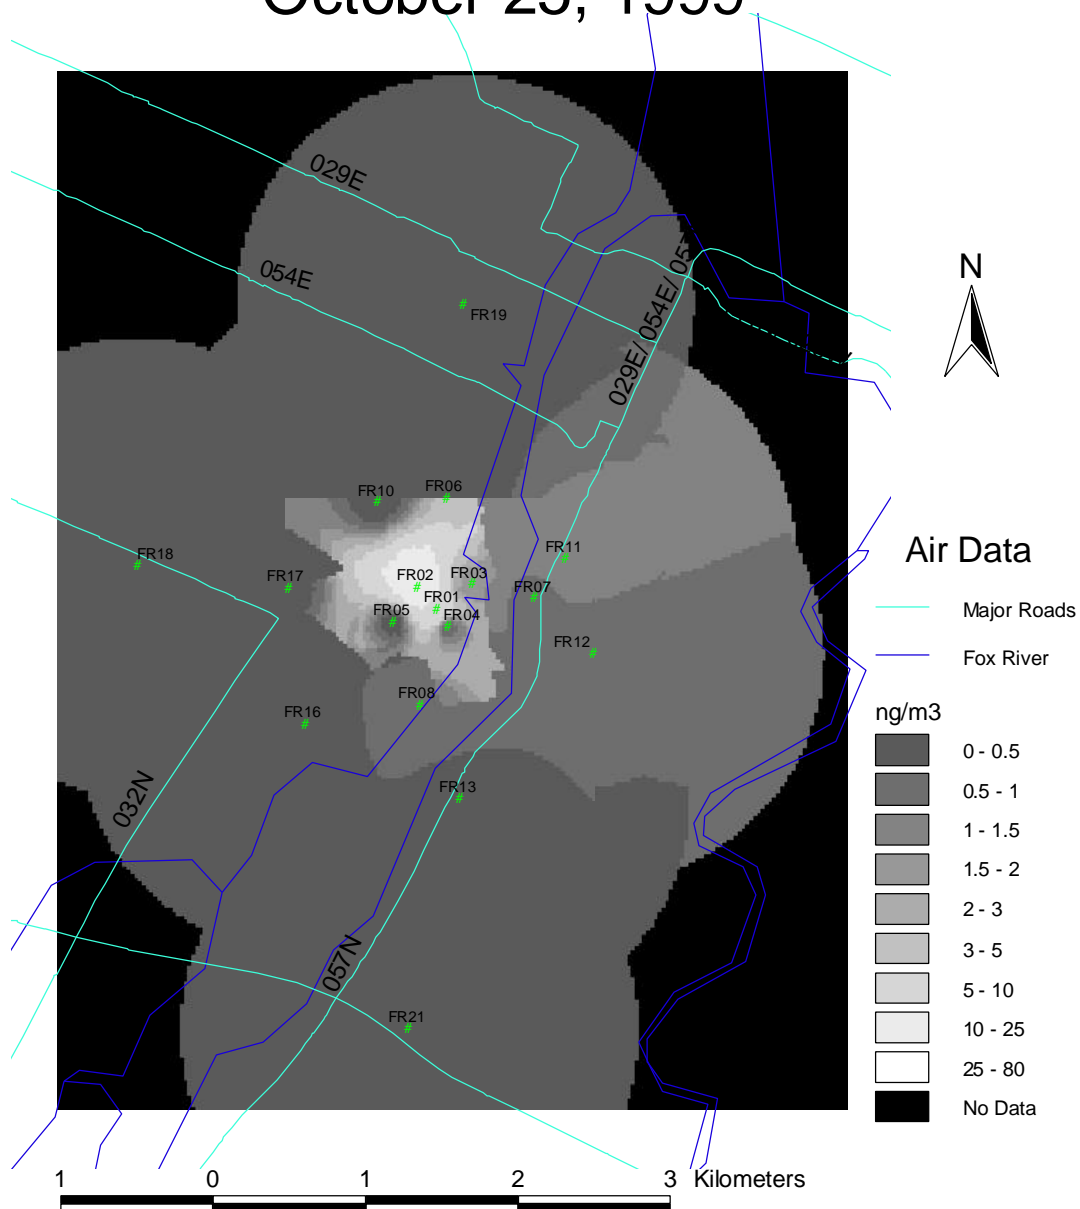 October 25, 1999
029E
054E
029E/ 054E/ 057
N
FR19
FR10
FR06
FR18
FR11
FR17
FR02
FR03
FR07
FR01
FR05
FR04
FR12
FR08
FR16
FR13
032N
057N
FR21
Air Data
Major Roads
Fox River
ng/m3
0 - 0.5
0.5 - 1
1 - 1.5
1.5 - 2
2 - 3
3 - 5
5 - 10
10 - 25
25 - 80
No Data
1 0 1 2 3 Kilometers